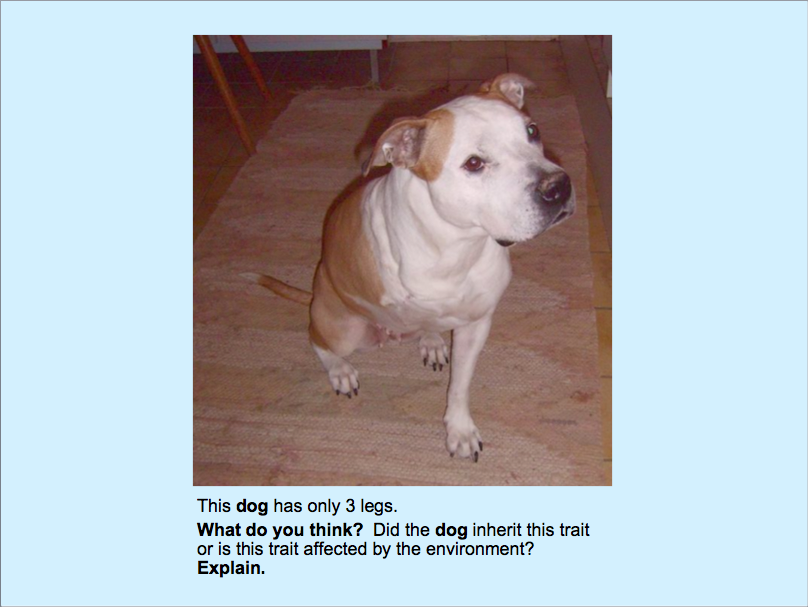 This dog has only 3 legs.
What do you think? Did the dog inherit this trait
or is this trait affected by the environment?
Explain.